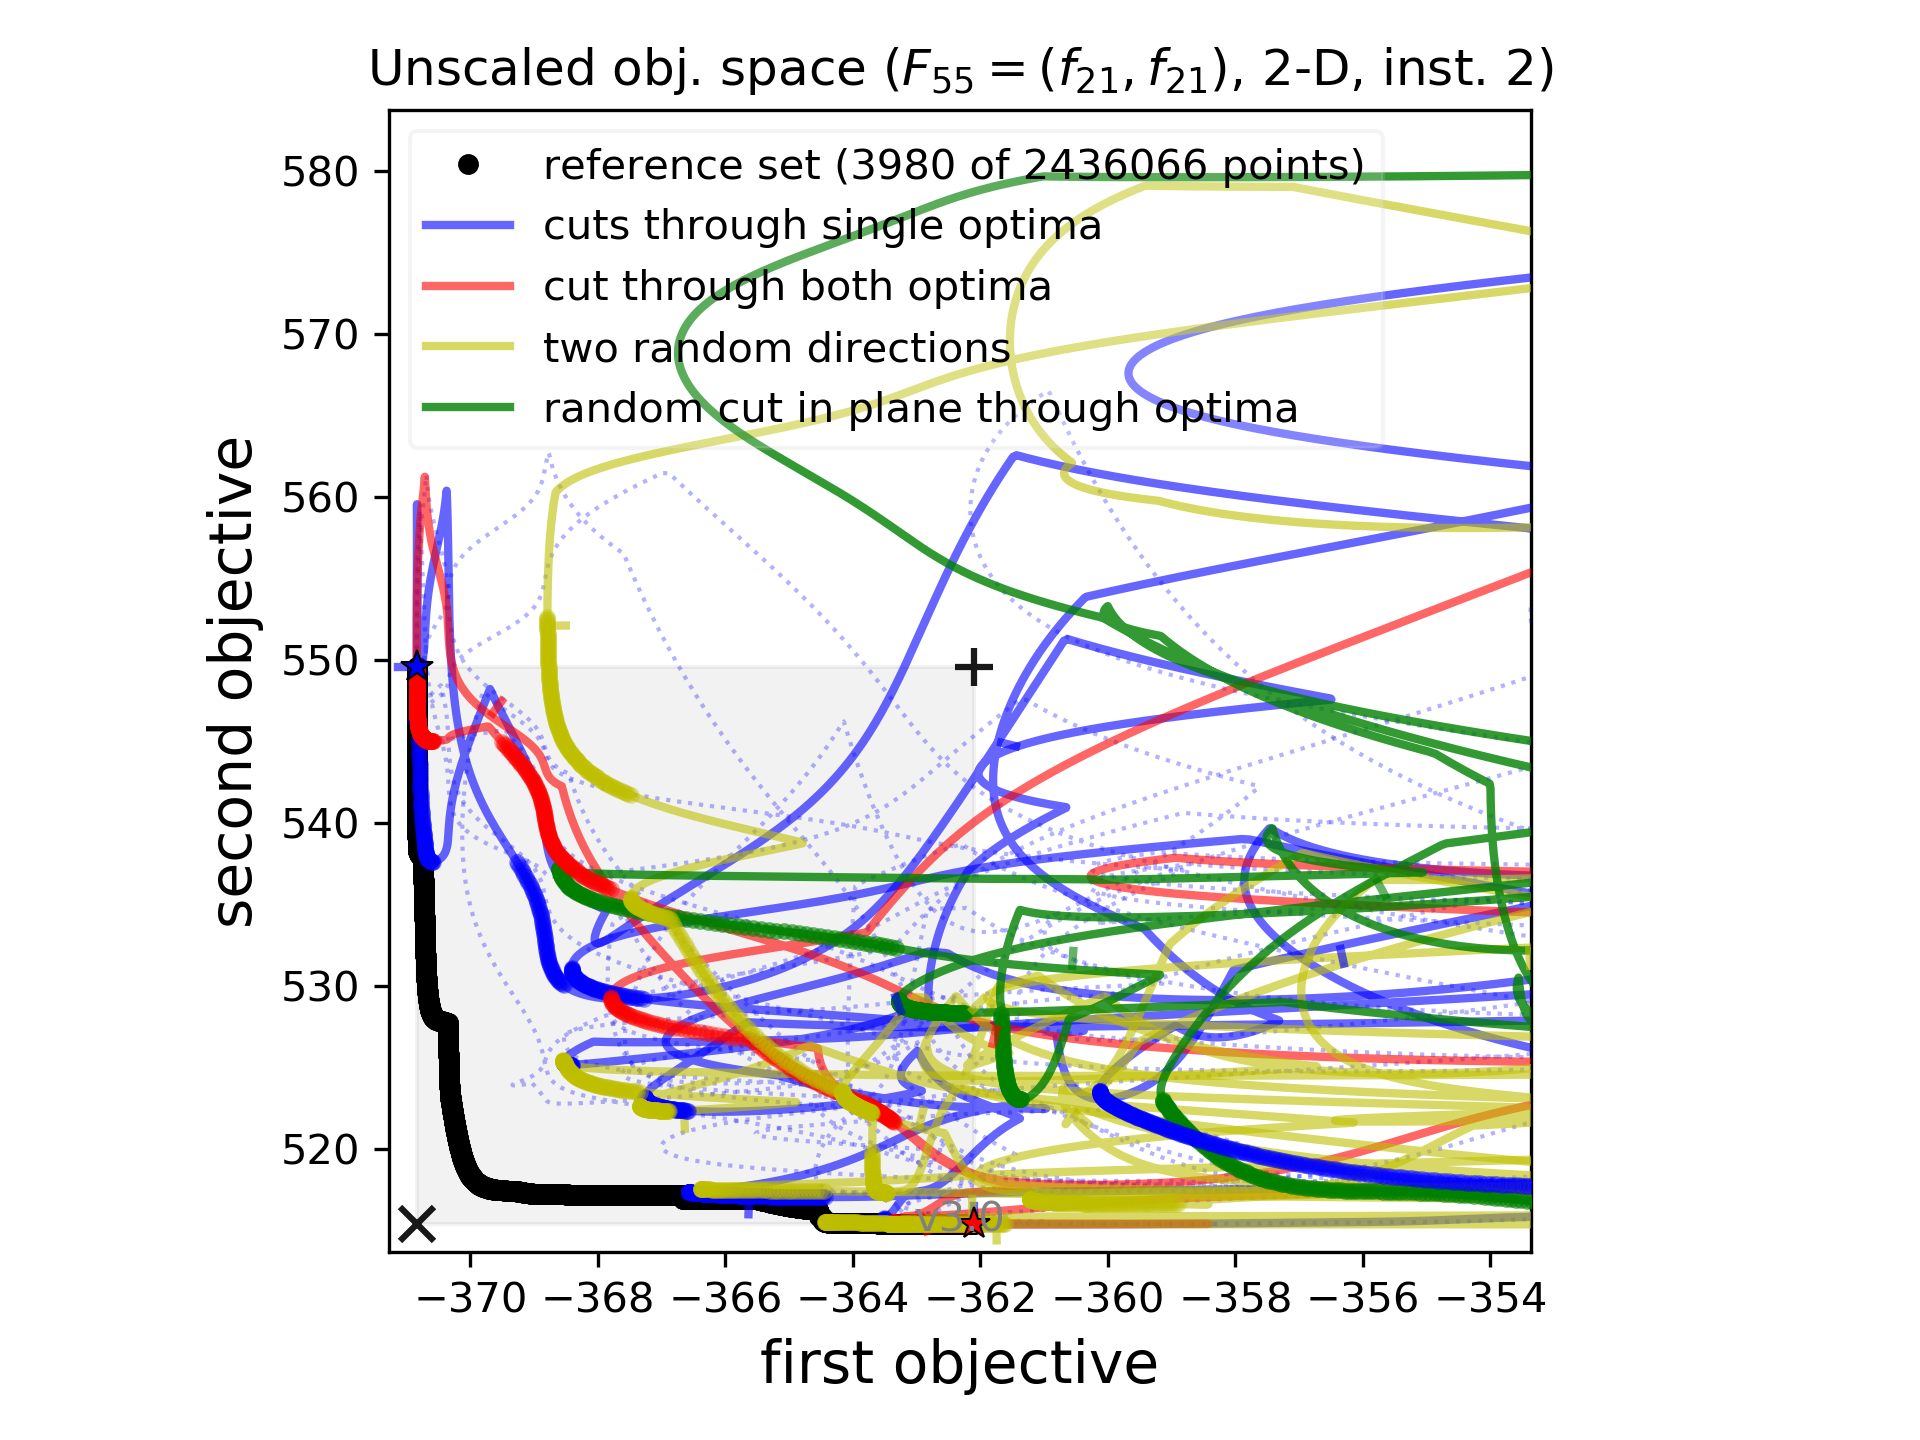 Unscaled obj. space (F55 = (f21, f21), 2-D, inst. 2)
reference set (3980 of 2436066 points)
cuts through single optima
cut through both optima
two random directions
random cut in plane through optima
second objective
580
570
560
550
540
530
520
−370 −368 −366 −364 −362 −360 −358 −356 −354
first objective